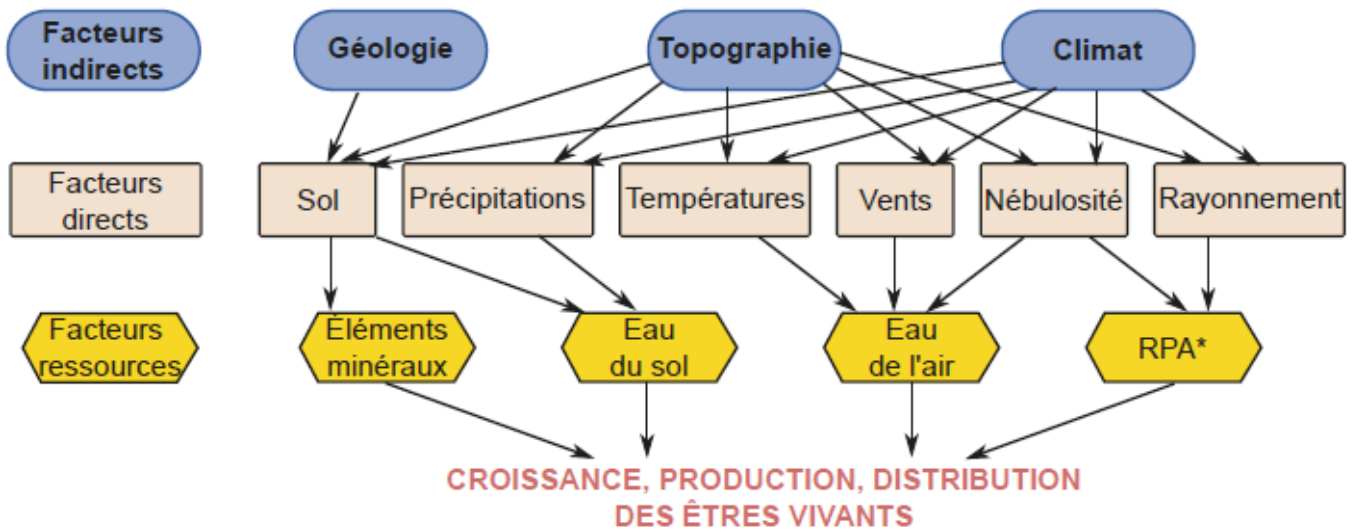 Facteurs
indirects
Géologie
Topographie
Climat
Facteurs
directs
Sol
Précipitations
Températures
Vents
Nébulosité
Rayonnement
Facteurs
ressources
Éléments
minéraux
Eau
du sol
Eau
de l'air
RPA*
CROISSANCE, PRODUCTION, DISTRIBUTION
DES ÊTRES VIVANTS